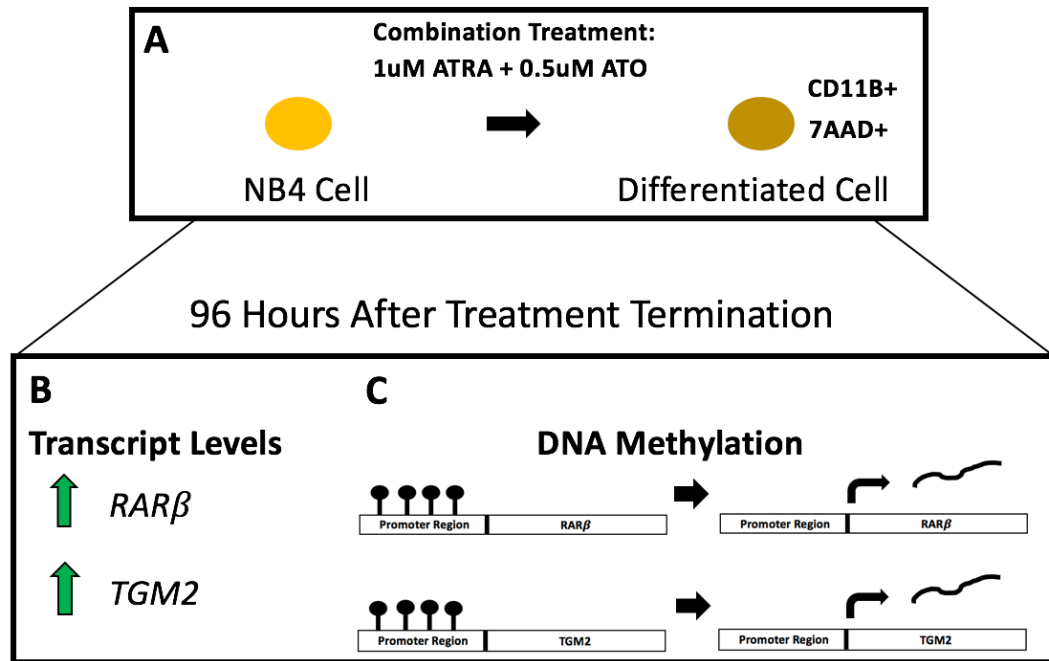 A
Combination Treatment:
1uM ATRA + 0.5uM ATO
CD11B+
7AAD+
NB4 Cell
Differentiated Cell
96 Hours After Treatment Termination
B
Transcript Levels
RARβ
TGM2
C
DNA Methylation
Promoter Region RARβ
Promoter Region RARβ
Promoter Region TGM2
Promoter Region TGM2